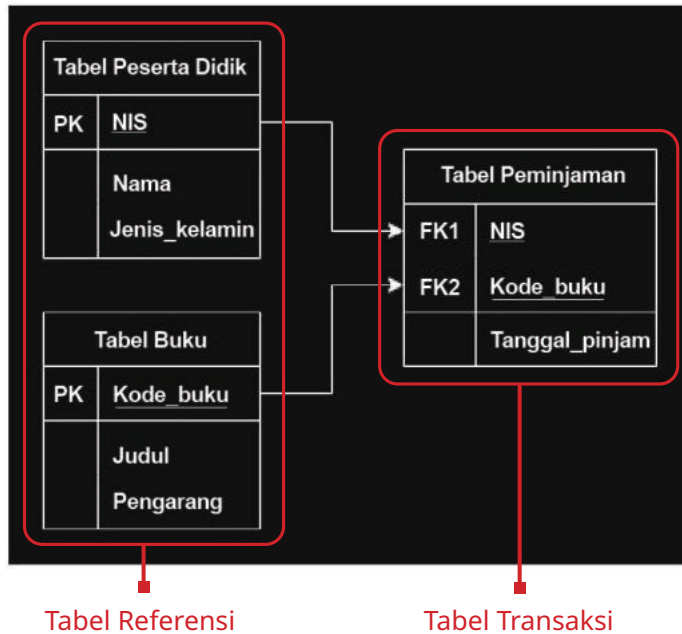 Tabel Peserta Didik
PK NIS
Nama
Jenis_kelamin
Tabel Buku
PK Kode_buku
Judul
Pengarang
Tabel Peminjaman
FK1 NIS
FK2 Kode_buku
Tanggal_pinjam
Tabel Referensi
Tabel Transaksi